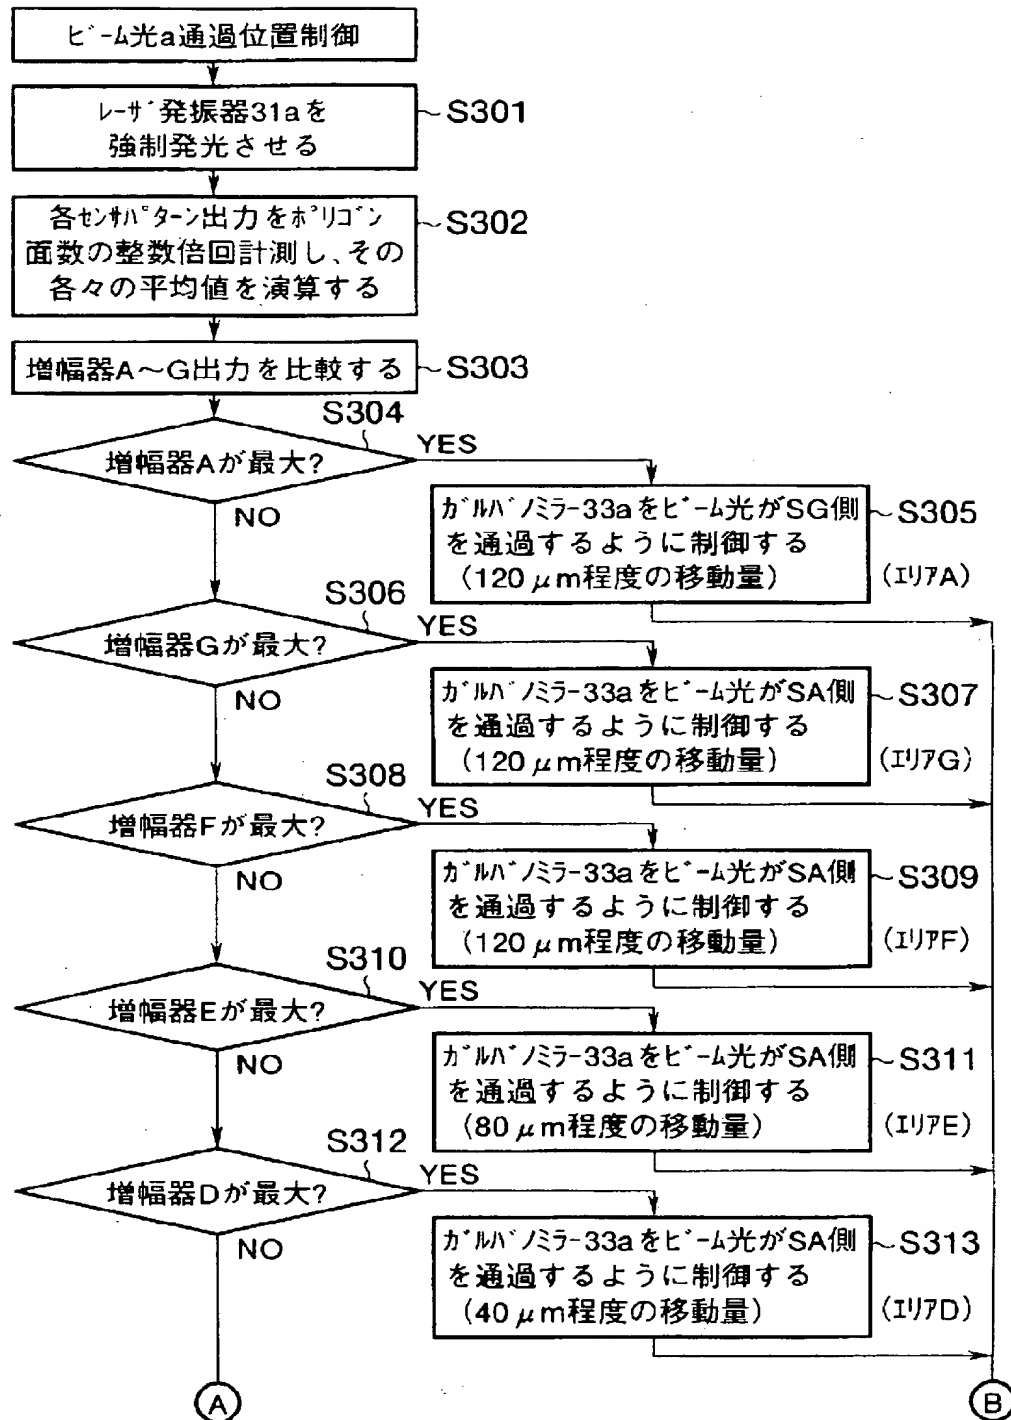 ビーム光a通過位置制御
レーザ発振器31aを
強制発光させる
S301
各センサパターン出力をポリゴン
面数の整数倍回計測し、その
各々の平均値を演算する
S302
増幅器A～G出力を比較する
S303
S304
増幅器Aが最大?
YES
NO
ガルバノミラー33aをビーム光がSG側
を通過するように制御する
(120μm程度の移動量)
S305
(エリアA)
S306
増幅器Gが最大?
YES
NO
ガルバノミラー33aをビーム光がSA側
を通過するように制御する
(120μm程度の移動量)
S307
(エリアG)
S308
増幅器Fが最大?
YES
NO
ガルバノミラー33aをビーム光がSA側
を通過するように制御する
(120μm程度の移動量)
S309
(エリアF)
S310
増幅器Eが最大?
YES
NO
ガルバノミラー33aをビーム光がSA側
を通過するように制御する
(80μm程度の移動量)
S311
(エリアE)
S312
増幅器Dが最大?
YES
NO
ガルバノミラー33aをビーム光がSA側
を通過するように制御する
(40μm程度の移動量)
S313
(エリアD)
A
B